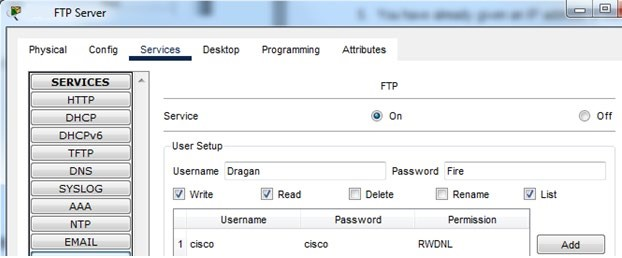 FTP Server
Physical Config Services Desktop Programming Attributes
SERVICES
HTTP
DHCP
DHCPv6
TFTP
DNS
SYSLOG
AAA
NTP
EMAIL
FTP
Service On Off
User Setup
Username Dragan Password Fire
Write Read Delete Rename List
Username Password Permission
1 cisco cisco RWDNL
Add